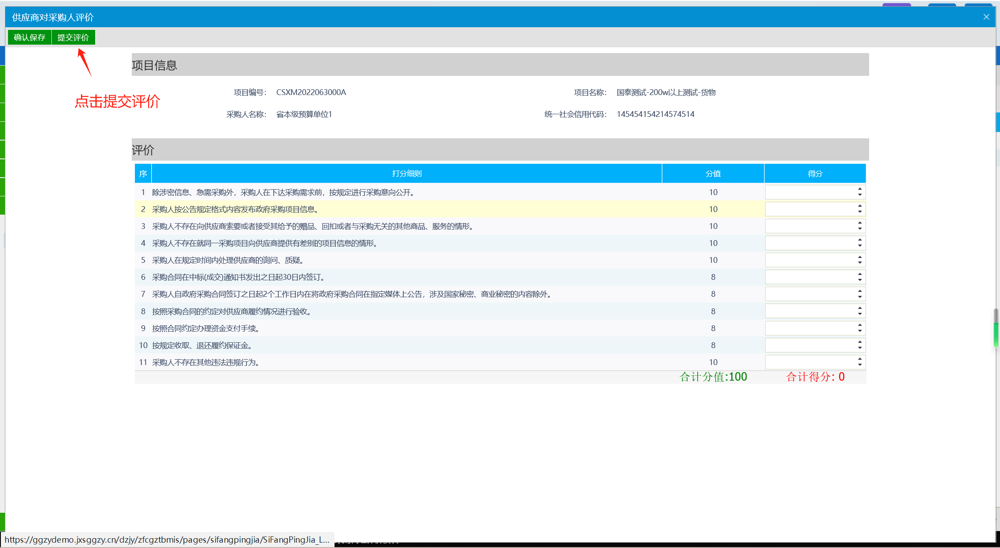 供应商对采购人评价
确认保存 提交评价
点击提交评价
项目信息
项目编号： CSXM2022063000A 项目名称： 国泰测试-200w以上测试-货物
采购人名称： 省本级预算单位1 统一社会信用代码： 145454154214574514
评价
序 打分细则 分值 得分
1 除涉密信息、急需采购外，采购人在下达采购需求前，按规定进行采购意向公开。 10
2 采购人按公告规定格式内容发布政府采购项目信息。 10
3 采购人不存在向供应商索要或者接受其给予的赠品、回扣或者与采购无关的其他商品、服务的情形。 10
4 采购人不存在就同一采购项目向供应商提供有差别的项目信息的情形。 10
5 采购人在规定时间内处理供应商的询问、质疑。 10
6 采购合同在中标(成交)通知书发出之日起30日内签订。 8
7 采购人自政府采购合同签订之日起2个工作日内在将政府采购合同在指定媒体上公告，涉及国家秘密、商业秘密的内容除外。 8
8 按照采购合同的约定对供应商履约情况进行验收。 8
9 按照合同约定办理资金支付手续。 8
10 按规定收取、退还履约保证金。 8
11 采购人不存在其他违法违规行为。 10
合计分值:100 合计得分: 0
https://ggzydemo.jxsggzy.cn/dzjy/zfcgztbmis/pages/sifangpingjia/SiFangPingJia_L...